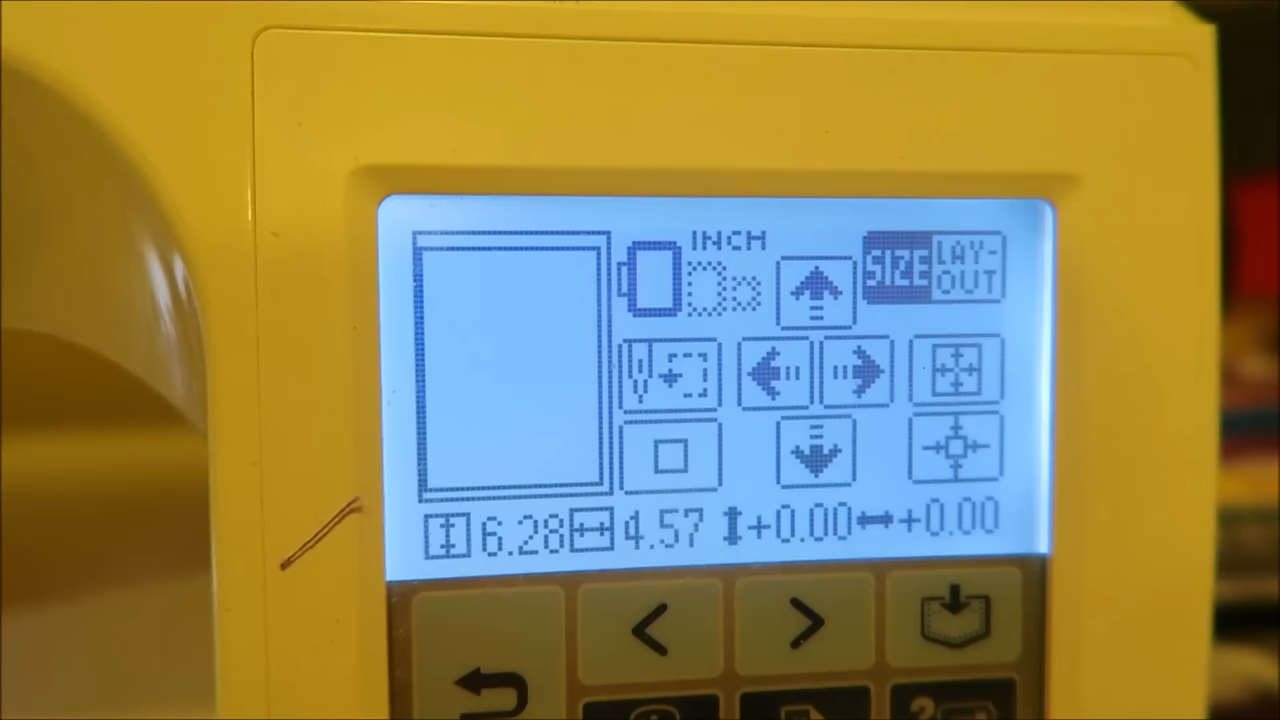 INCH
SIZE LAY-
OUT
6.28 4.57 +0.00 +0.00
< >
?